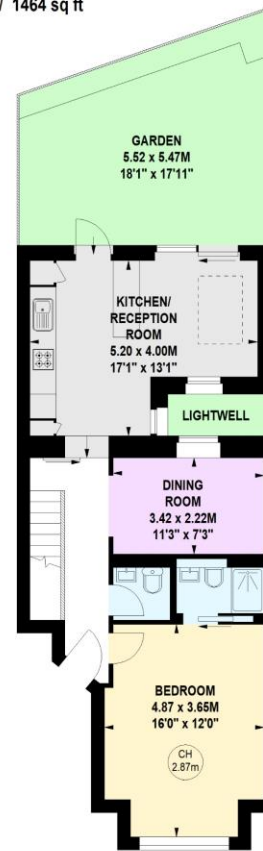 / 1464 sq ft
GARDEN
5.52 x 5.47M
18'1" x 17'11"
KITCHEN/
RECEPTION
ROOM
5.20 x 4.00M
17'1" x 13'1"
LIGHTWELL
DINING
ROOM
3.42 x 2.22M
11'3" x 7'3"
BEDROOM
4.87 x 3.65M
16'0" x 12'0"
CH
2.87m